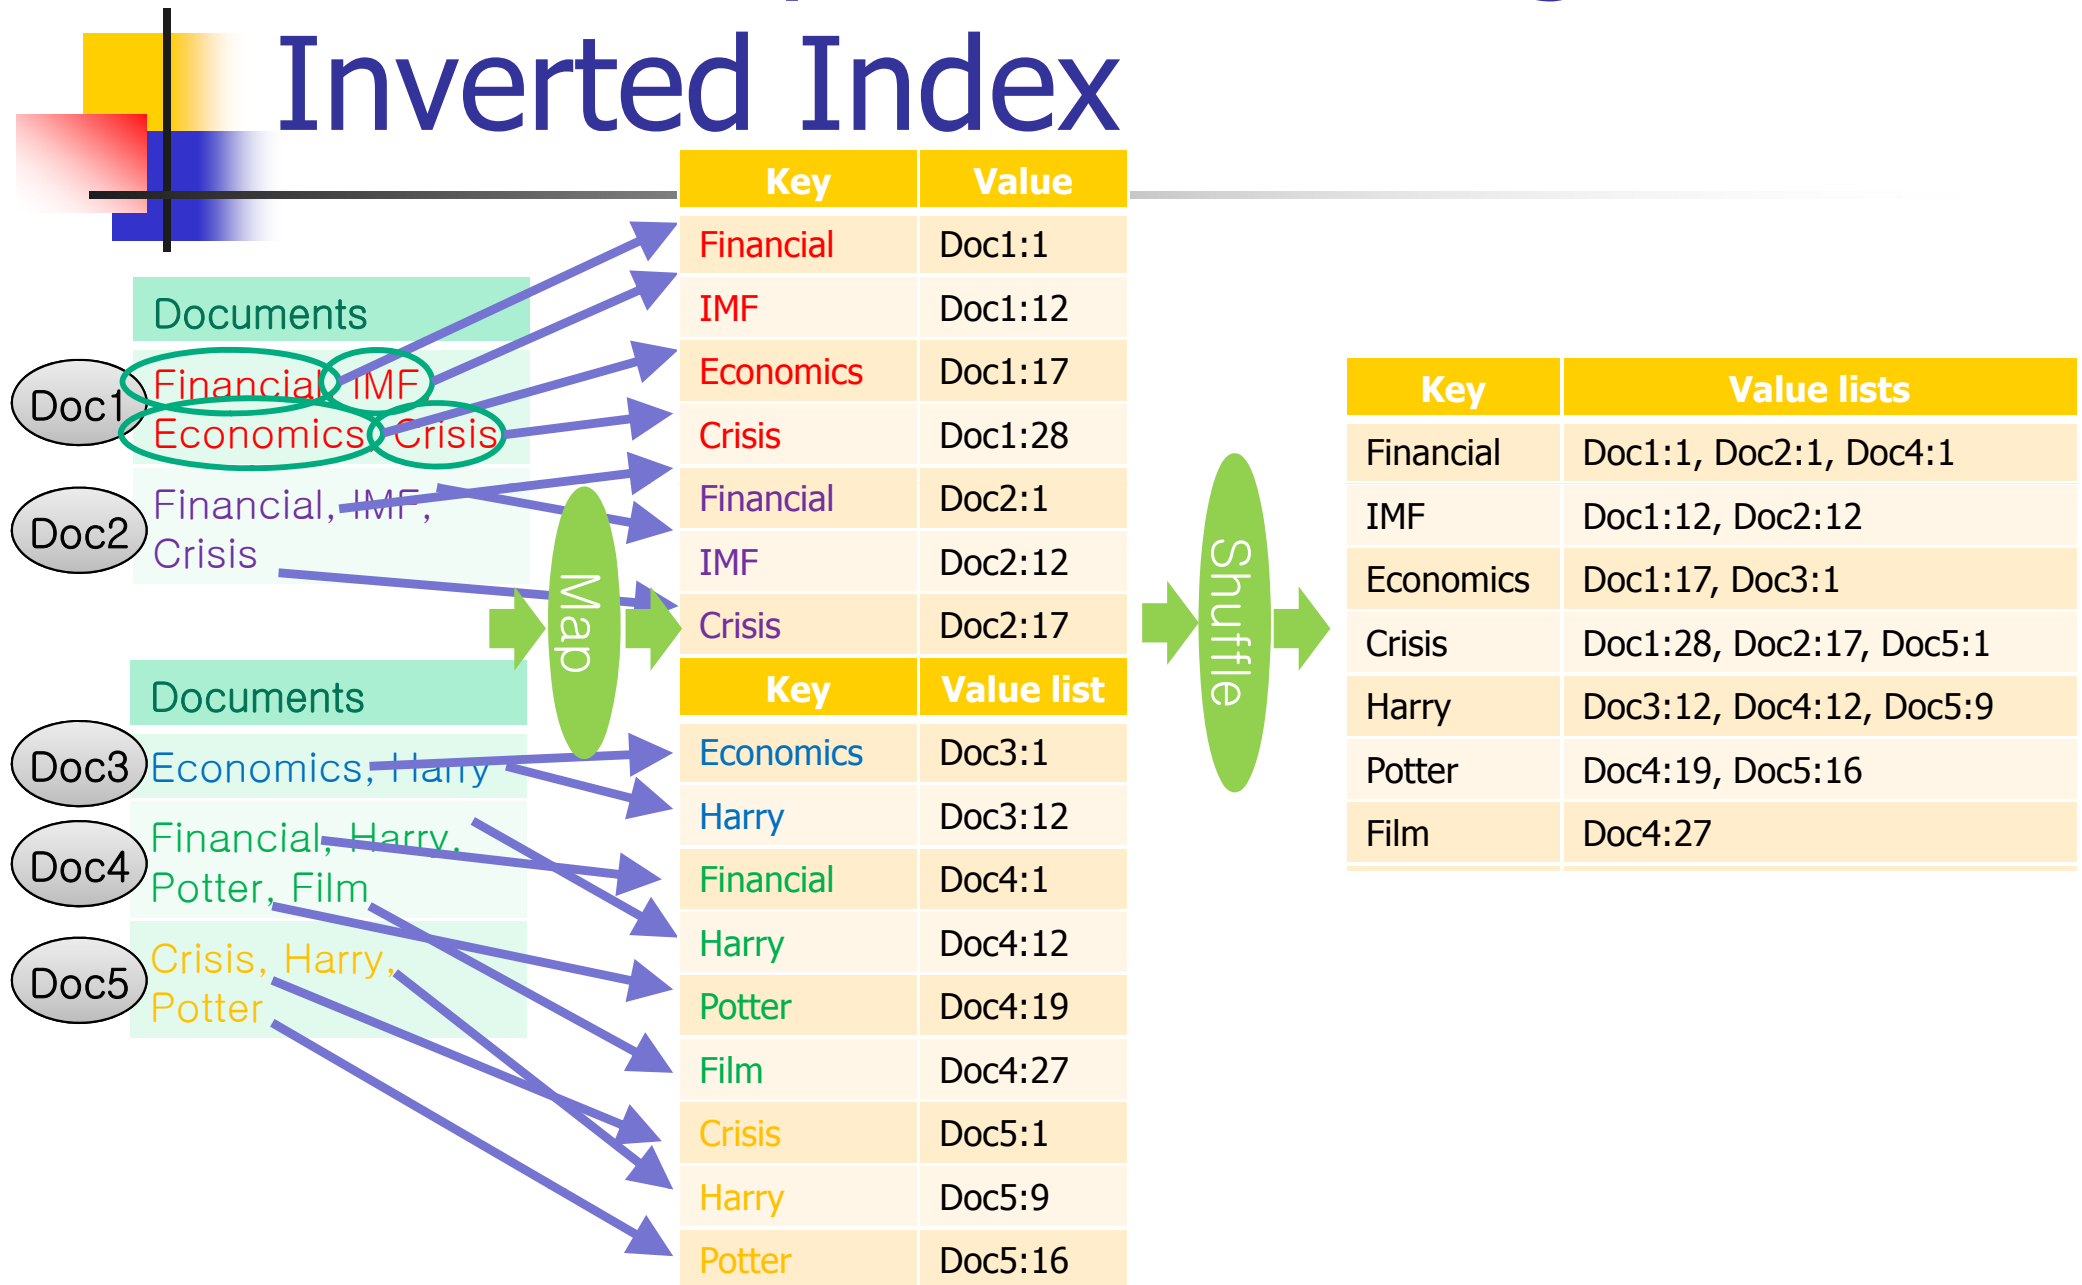 Inverted Index
Documents
Doc1
Financial, IMF
Economics, Crisis
Doc2
Financial, IMF,
Crisis
Documents
Doc3
Economics, Harry
Doc4
Financial, Harry,
Potter, Film
Doc5
Crisis, Harry,
Potter
Map
Key Value
Financial Doc1:1
IMF Doc1:12
Economics Doc1:17
Crisis Doc1:28
Financial Doc2:1
IMF Doc2:12
Crisis Doc2:17
Key Value list
Economics Doc3:1
Harry Doc3:12
Financial Doc4:1
Harry Doc4:12
Potter Doc4:19
Film Doc4:27
Crisis Doc5:1
Harry Doc5:9
Potter Doc5:16
Shuffle
Key Value lists
Financial Doc1:1, Doc2:1, Doc4:1
IMF Doc1:12, Doc2:12
Economics Doc1:17, Doc3:1
Crisis Doc1:28, Doc2:17, Doc5:1
Harry Doc3:12, Doc4:12, Doc5:9
Potter Doc4:19, Doc5:16
Film Doc4:27